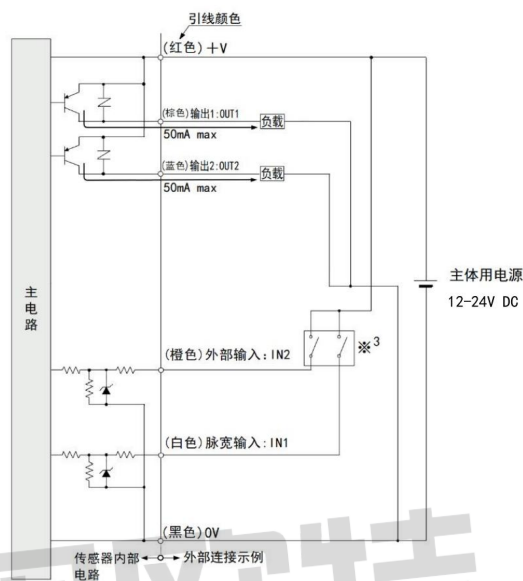 引线颜色
(红色)＋V
(棕色)输出1:OUT1
负载
50mA max
(蓝色)输出2:OUT2
负载
50mA max
主体用电源
12-24V DC
主电路
※3
(橙色)外部输入:IN2
(白色)脉宽输入:IN1
(黑色)0V
传感器内部
电路
外部连接示例